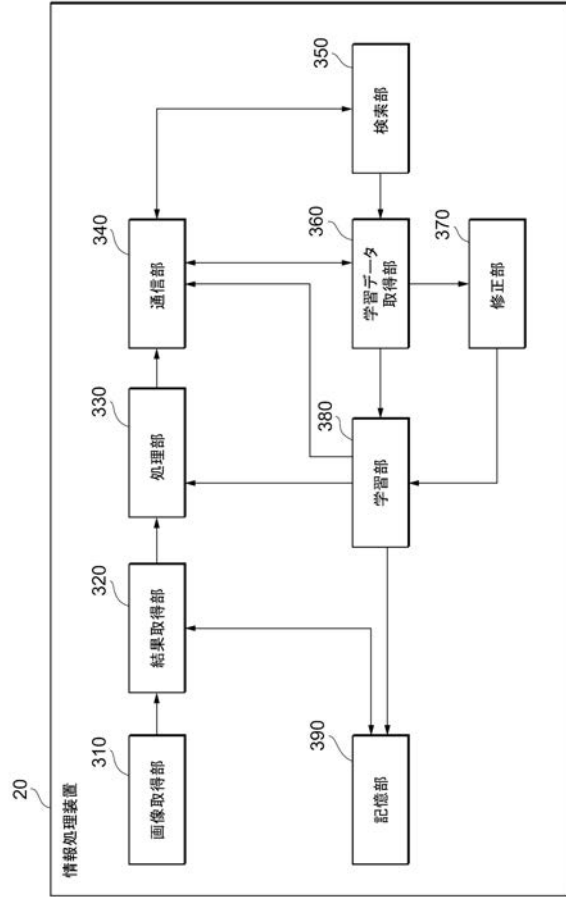 20
情報処理装置
310
画像取得部
320
結果取得部
330
処理部
340
通信部
350
検索部
360
学習データ
取得部
370
修正部
380
学習部
390
記憶部